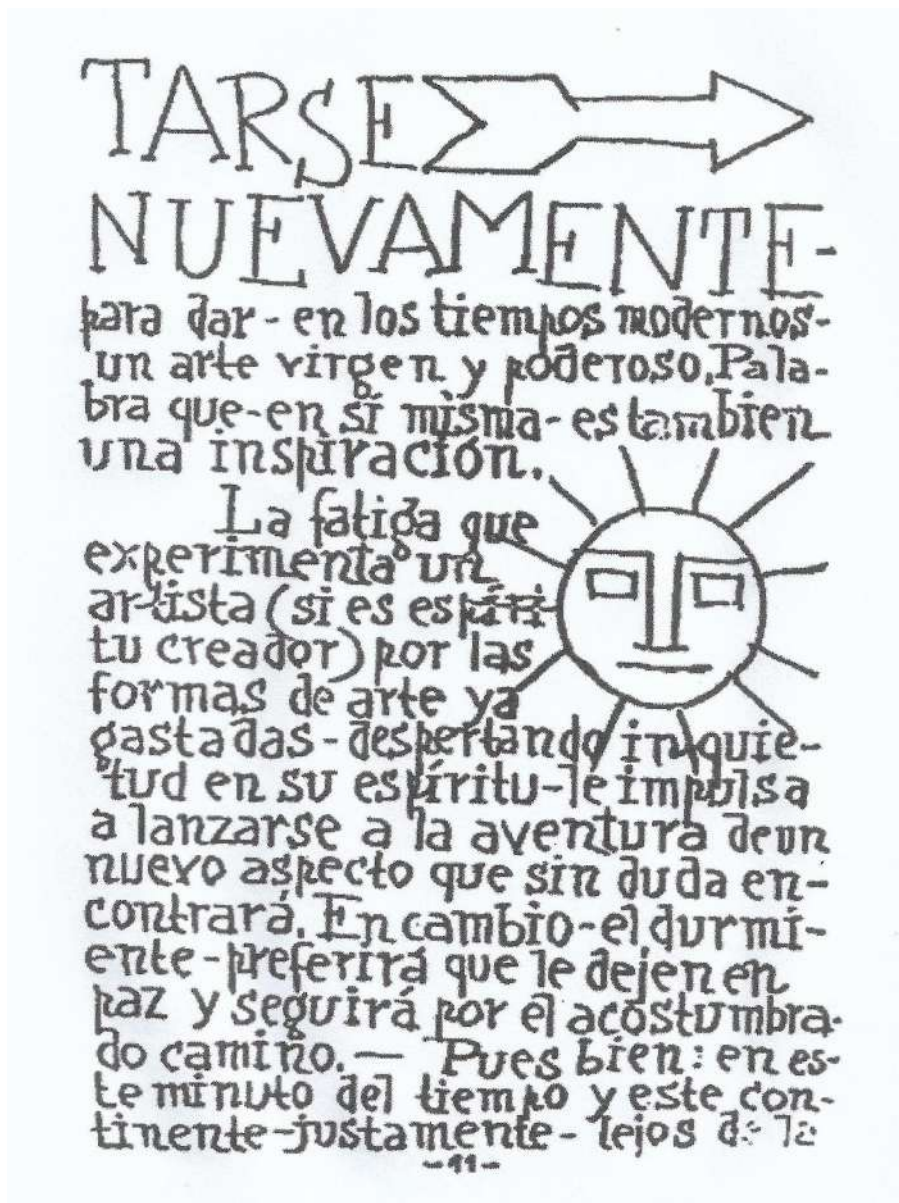 TARSE
NUEVAMENTE-
para dar-en los tiempos modernos-
un arte virgen y poderoso. Pala-
bra que-en sí misma-es tambien
una inspiración.
La fatiga que
experimenta un
artista (si es espíri-
tu creador) por las
formas de arte ya
gastadas-despertando inquie-
tud en su espíritu-le impulsa
a lanzarse a la aventura de un
nuevo aspecto que sin duda en-
contrará. En cambio-el durmi-
ente-preferirá que le dejen en
paz y seguirá por el acostumbra-
do camino.— Pues bien: en es-
te minuto del tiempo y este con-
tinente-justamente-lejos de la
-11-